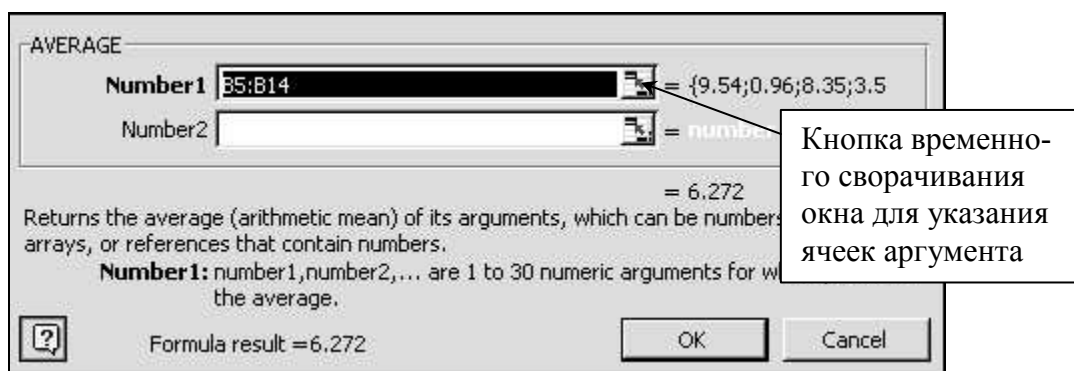 AVERAGE
Number1 B5:B14 = {9.54;0.96;8.35;3.5
Number2 = number
= 6.272
Кнопка временно-
го сворачивания
окна для указания
ячеек аргумента
Returns the average (arithmetic mean) of its arguments, which can be numbers
arrays, or references that contain numbers.
Number1: number1,number2,... are 1 to 30 numeric arguments for w
the average.
Formula result =6.272
OK
Cancel